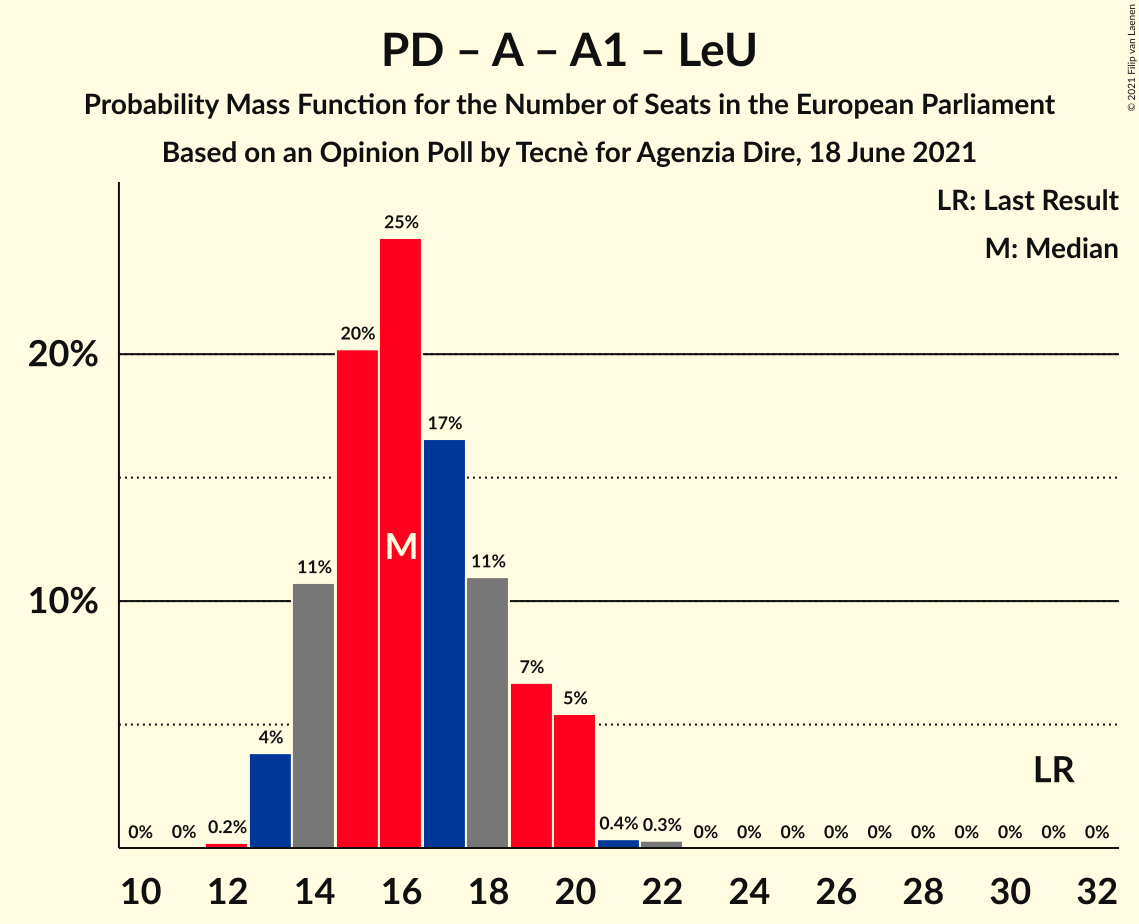 PD – A – A1 – LeU
Probability Mass Function for the Number of Seats in the European Parliament
Based on an Opinion Poll by Tecnè for Agenzia Dire, 18 June 2021
© 2021 Filip van Laenen
LR: Last Result
M: Median
25%
20%
20%
17%
M
11%
11%
10%
7%
5%
4%
LR
0% 0% 0.2% 0.4% 0.3% 0% 0% 0% 0% 0% 0% 0% 0% 0% 0%
10 12 14 16 18 20 22 24 26 28 30 32